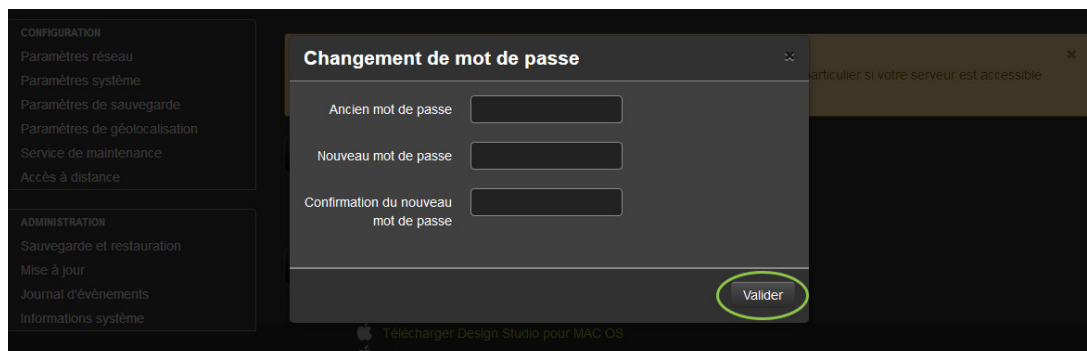 CONFIGURATION
Paramètres réseau
Paramètres système
Paramètres de sauvegarde
Paramètres de géolocalisation
Service de maintenance
Accès à distance
ADMINISTRATION
Sauvegarde et restauration
Mise à jour
Journal d'évènements
Informations système
Changement de mot de passe
Ancien mot de passe
Nouveau mot de passe
Confirmation du nouveau
mot de passe
Valider
particulier si votre serveur est accessible
Télécharger Design Studio pour MAC OS